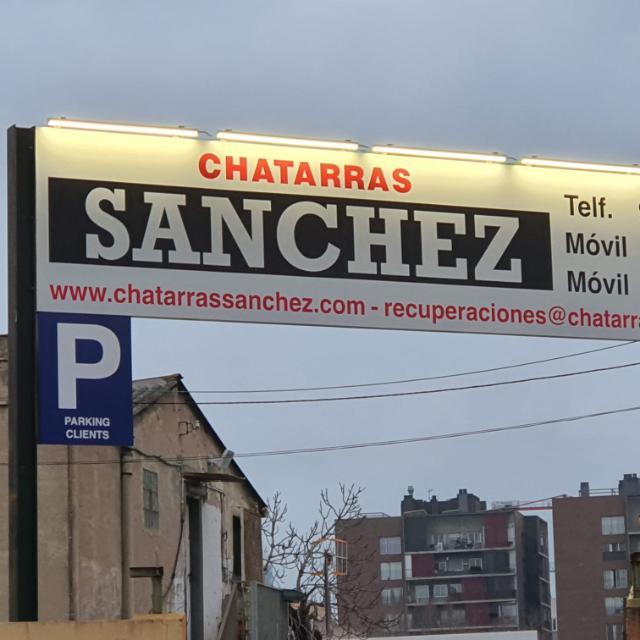 CHATARRAS
SANCHEZ
Telf.
Móvil
Móvil
www.chatarrassanchez.com - recuperaciones@chatarra
P
PARKING
CLIENTS